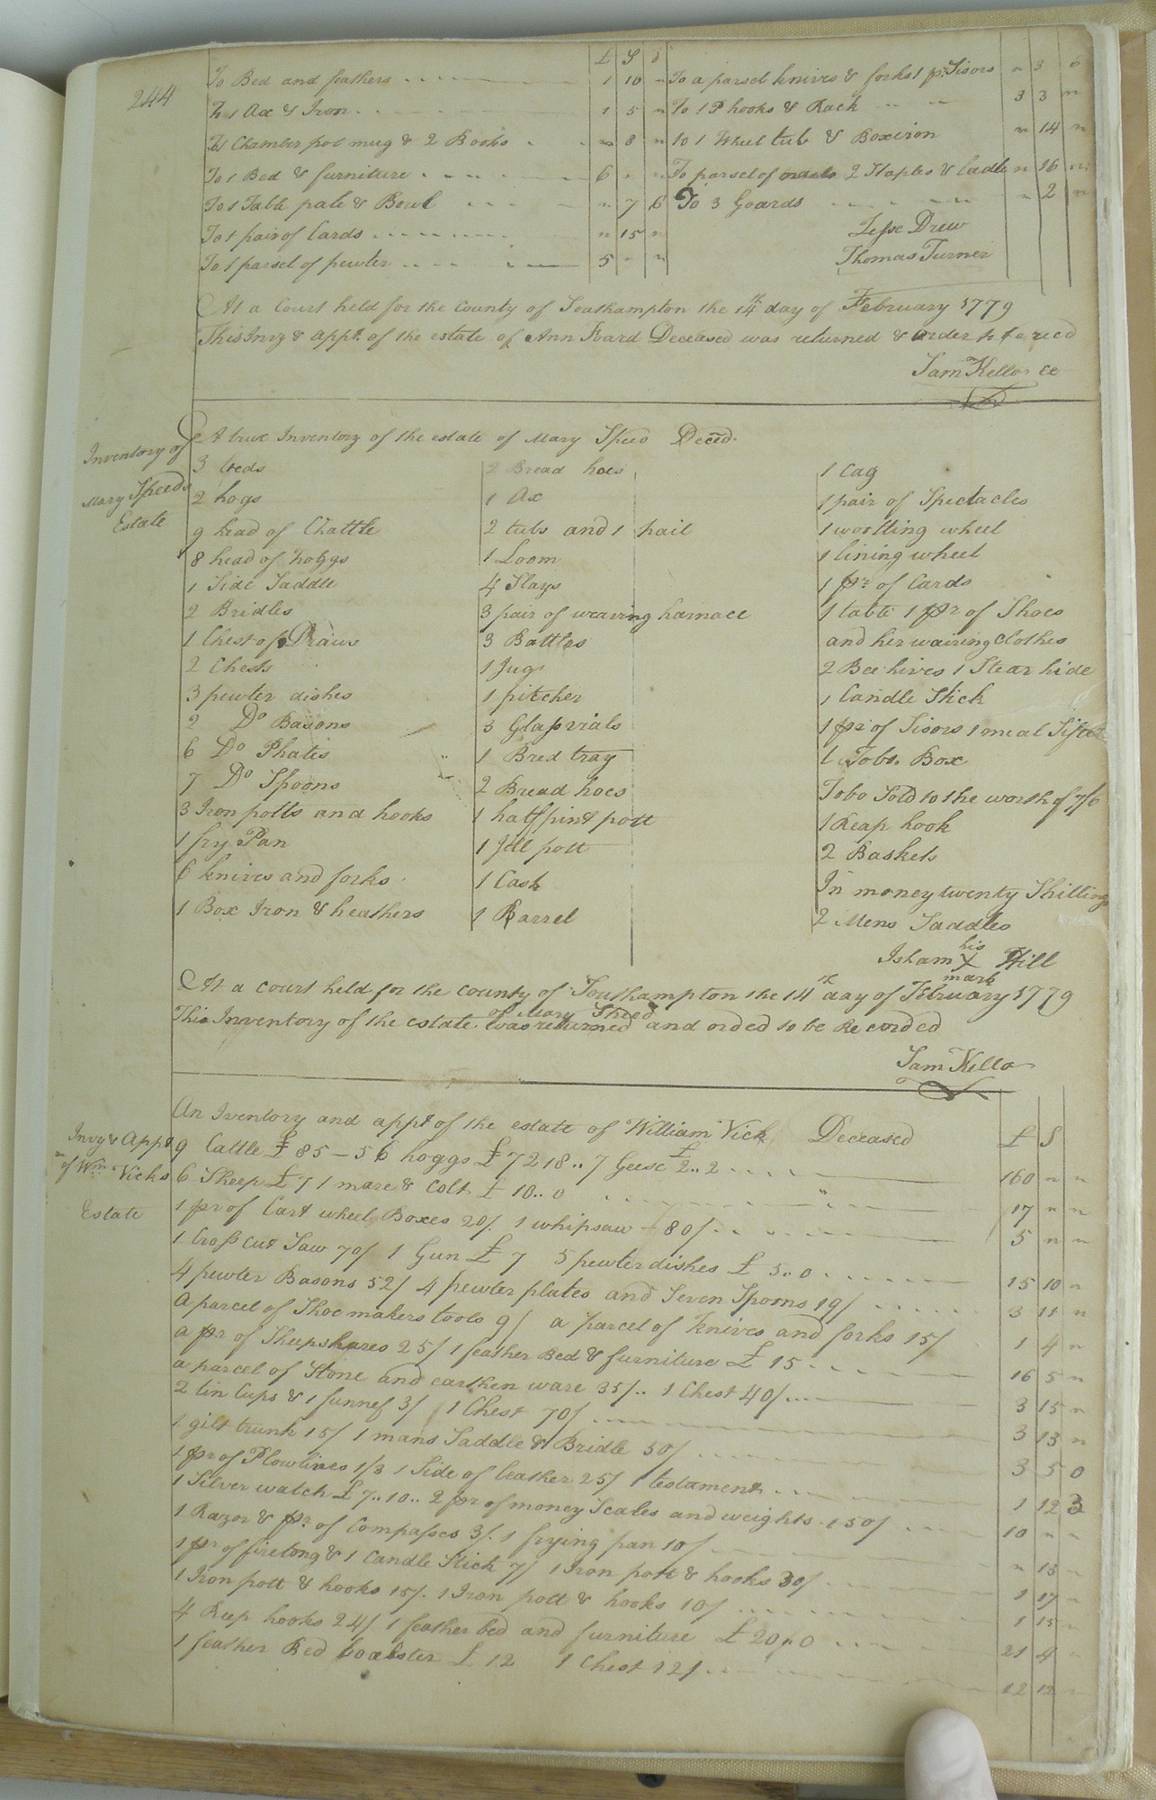 244
£ S d
To Bed and feathers 1 10 "
To 1 Ax & Iron 1 5 "
To Chamber pot mug & 2 Books " 8 "
To 1 Bed & furniture 6 " "
To 1 Table pale & Bowl " 7 6
To 1 pair of Cards " 15 "
To 1 parsel of pewter 5 " "
To a parsel knives & forks 1 pr Sisors " 3 6
To 1 P hooks & Rack 3 3 "
to 1 Wheel tub & Box iron " 14 "
To parsel of 2 Staples & ladle " 16 "
To 3 Goards " 2 "
Jesse Drew
Thomas Turner
At a Court held for the County of Southampton the 14th day of February 1779
This Invy & appt. of the estate of Ann Deceased was returned & order to be recd
Saml Kello cc
Inventory of
Mary Speeds
Estate
A true Inventory of the estate of Mary Speed Deced.
3 beds
2 hogs
9 head of Chattle
8 head of hoggs
1 Side Saddle
2 Bridles
1 Chest of Draws
2 Chests
3 pewter dishes
2 Do Basons
6 Do Phates
7 Do Spoons
3 Iron potts and hooks
1 fry Pan
6 knives and forks
1 Box Iron & heathers
2 Bread hoes
1 Ax
2 tubs and 1 pail
1 Loom
4 Slays
3 pair of weaving harnace
3 Battles
1 Jug
1 pitcher
3 Glass vials
1 Bred tray
2 Bread hoes
1 half pint pott
1 Jill pott
1 Cask
1 Barrel
1 Cag
1 pair of Spectacles
1 woolling wheel
1 lining wheel
1 pr of Cards
1 table 1 pr of Shoes
and her wairing clothes
2 Bee hives 1 Stear hide
1 Candle Stick
1 pr of Sisors 1 meal Sifter
1 Tobo. Box
Tobo Sold to the worth of 7/6
1 Reap hook
2 Baskets
In money twenty Shillings
2 Mens Saddles
his
Isham X Hill
mark
At a court held for the county of Southampton the 14th day of February 1779
of Mary Speed
This Inventory of the estate was returned and orded to be Recorded
Saml Kello
Invy & Appt
of Wm Vicks
Estate
An Iventory and appt of the estate of William Vick Deceased £ S
9 Cattle £ 85 – 56 hoggs £ 72 18 .. 7 Geese £ 2 .. 2 160 " "
6 Sheep £ 7 1 mare & Colt £ 10 .. 0 17 " "
1 pr of Cart wheel Boxes 20/. 1 whipsaw 80/ 5 " "
1 Cross cut Saw 70/ 1 Gun £ 7 5 pewter dishes £ 5 .. 0 15 10 "
4 pewter Basons 52/ 4 pewter plates and Seven Spoons 19/ 3 11 "
A parcel of Shoemakers tools 9/ a parcel of knives and forks 15/ 1 4 "
a pr of Sheepshares 25/ 1 feather Bed & furniture £ 15 16 5 "
a parcel of Stone and earthen ware 35/ .. 1 Chest 40/ 3 15 "
2 tin Cups & 1 funnel 3/ 1 Chest 70/ 3 13 "
1 gilt trunk 15/ 1 mans Saddle & Bridle 50/ 3 5 0
1 pr of Plowlines 1/3 1 Side of leather 25/ 1 testament 1 12 3
1 Silver watch £ 7 .. 10 .. 2 pr of money Scales and weights 50/ 10 " "
1 Razor & pr. of Compasses 3/. 1 frying pan 10/ " 13 "
1 pr of firetong & 1 Candle Stick 7/ 1 Iron pott & hooks 30/ 1 17 "
1 Iron pott & hooks 15/. 1 Iron pott & hooks 10/ 1 15 "
4 Reep hooks 24/ 1 feather bed and furniture £ 20 .. 0 21 4
1 feather Bed £ 12 1 Chest 12/ 12 12